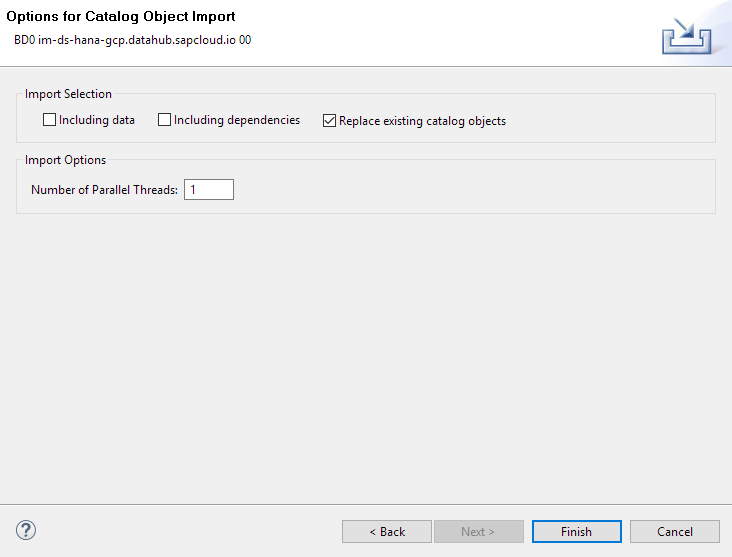 Options for Catalog Object Import
BD0 im-ds-hana-gcp.datahub.sapcloud.io 00
Import Selection
Including data
Including dependencies
Replace existing catalog objects
Import Options
Number of Parallel Threads: 1
?
< Back
Next >
Finish
Cancel